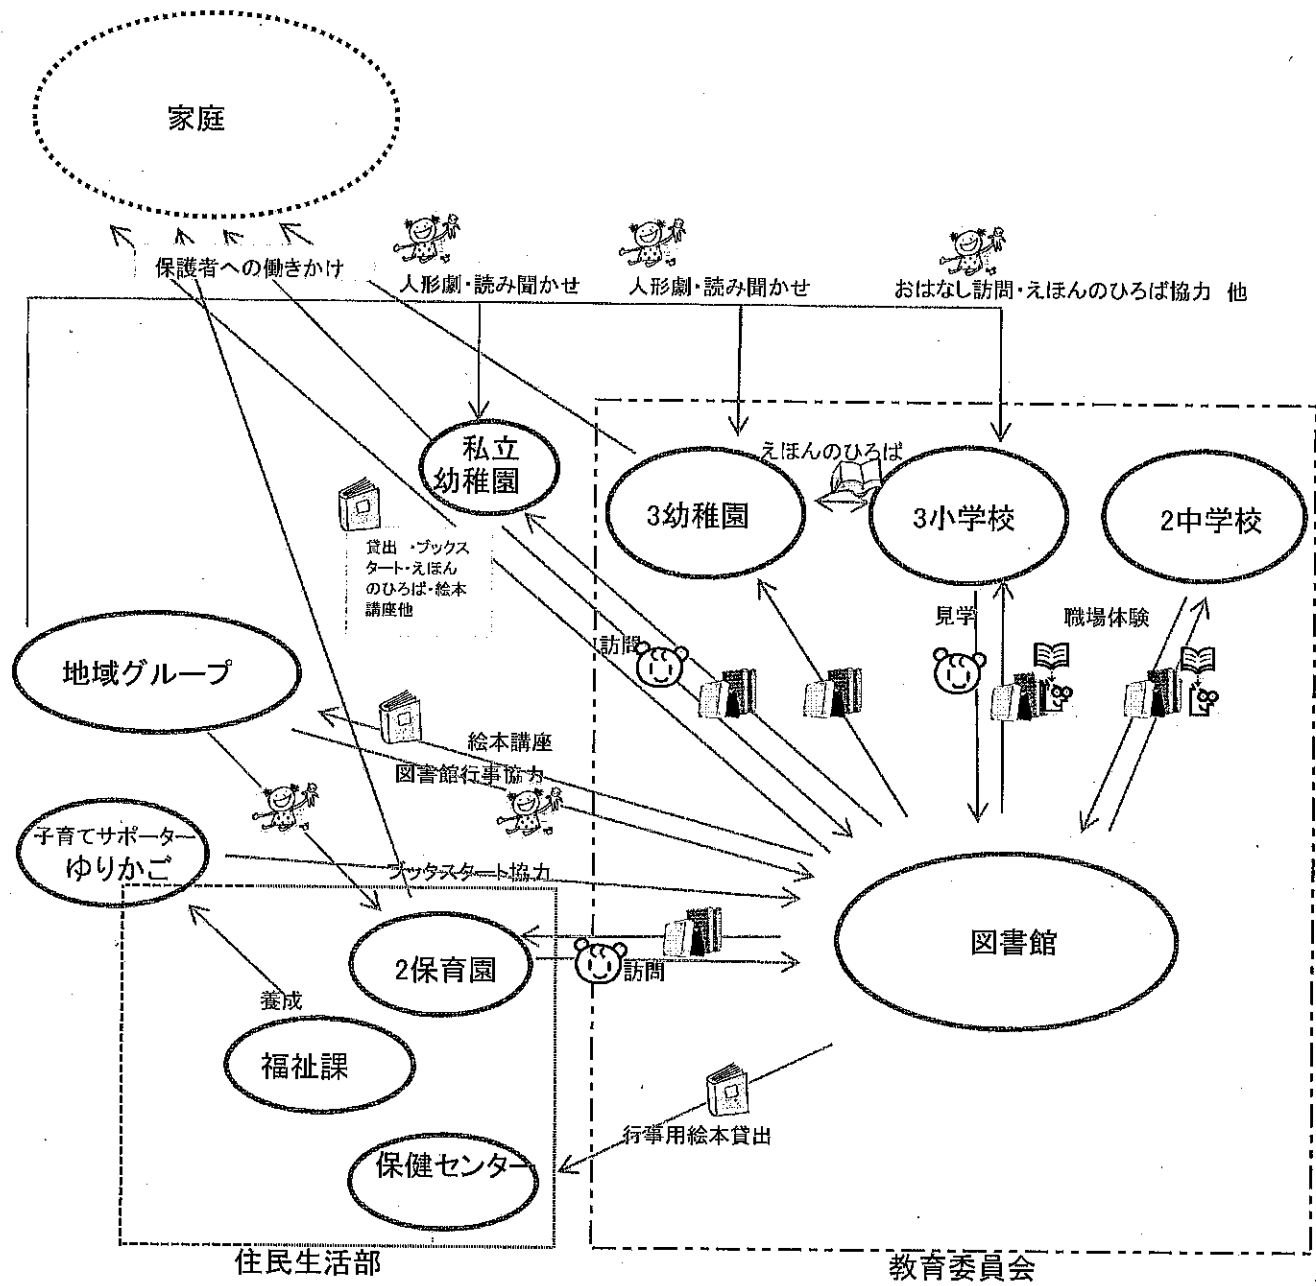 家庭
保護者への働きかけ
人形劇・読み聞かせ
人形劇・読み聞かせ
おはなし訪問・えほんのひろば協力 他
私立
幼稚園
えほんのひろば
3幼稚園
3小学校
2中学校
貸出 ・ブックス
タート・えほん
のひろば・絵本
講座他
訪問
見学
職場体験
地域グループ
絵本講座
図書館行事協力
子育てサポーター
ゆりかご
ブックスタート協力
図書館
2保育園
訪問
養成
福祉課
行事用絵本貸出
保健センター
住民生活部
教育委員会